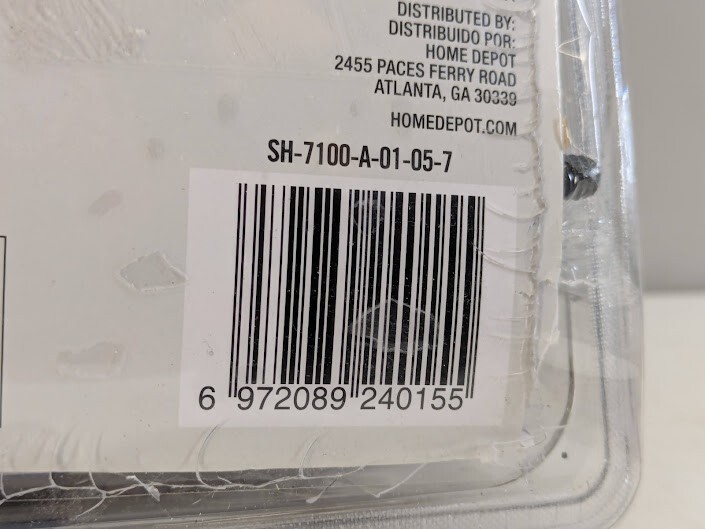 DISTRIBUTED BY:
DISTRIBUIDO POR:
HOME DEPOT
2455 PACES FERRY ROAD
ATLANTA, GA 30339
HOMEDEPOT.COM
SH-7100-A-01-05-7
6 972089 240155